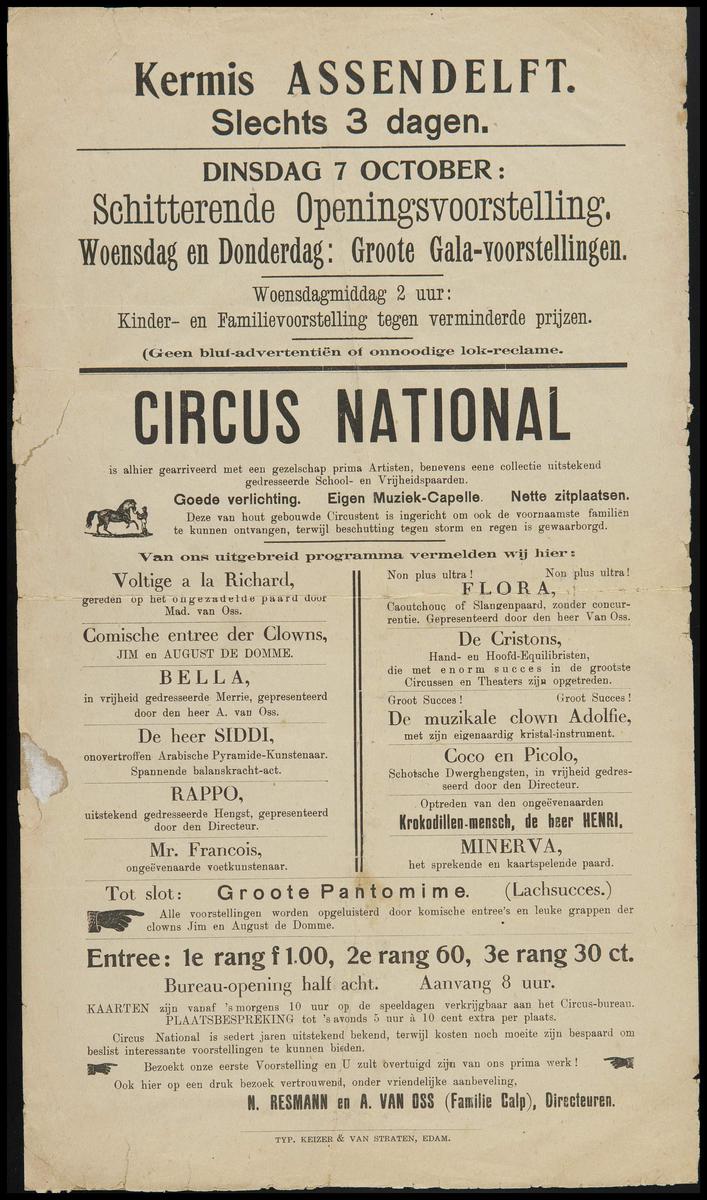 Kermis ASSENDELFT.
Slechts 3 dagen.
DINSDAG 7 OCTOBER:
Schitterende Openingsvoorstelling.
Woensdag en Donderdag: Groote Gala-voorstellingen.
Woensdagmiddag 2 uur:
Kinder- en Familievoorstelling tegen verminderde prijzen.
(Geen bluf-advertentiën of onnoodige lok-reclame.
CIRCUS NATIONAL
is alhier gearriveerd met een gezelschap prima Artisten, benevens eene collectie uitstekend
gedresseerde School- en Vrijheidspaarden.
Goede verlichting. Eigen Muziek-Capelle. Nette zitplaatsen.
Deze van hout gebouwde Circustent is ingericht om ook de voornaamste familiën
te kunnen ontvangen, terwijl beschutting tegen storm en regen is gewaarborgd.
Van ons uitgebreid programma vermelden wij hier:
Voltige a la Richard,
gereden op het ongezadelde paard door
Mad. van Oss.
Comische entree der Clowns,
JIM en AUGUST DE DOMME.
BELLA,
in vrijheid gedresseerde Merrie, gepresenteerd
door den heer A. van Oss.
De heer SIDDI,
onovertroffen Arabische Pyramide-Kunstenaar.
Spannende balanskracht-act.
RAPPO,
uitstekend gedresseerde Hengst, gepresenteerd
door den Directeur.
Mr. Francois,
ongeëvenaarde voetkunstenaar.
Non plus ultra! Non plus ultra!
FLORA,
Caoutchouc of Slangenpaard, zonder concur-
rentie. Gepresenteerd door den heer Van Oss.
De Cristons,
Hand- en Hoofd-Equilibristen,
die met enorm succes in de grootste
Circussen en Theaters zijn opgetreden.
Groot Succes! Groot Succes!
De muzikale clown Adolfie,
met zijn eigenaardig kristal-instrument.
Coco en Picolo,
Schotsche Dwerghengsten, in vrijheid gedres-
seerd door den Directeur.
Optreden van den ongeëvenaarden
Krokodillen-mensch, de heer HENRI,
MINERVA,
het sprekende en kaartspelende paard.
Tot slot: Groote Pantomime. (Lachsucces.)
Alle voorstellingen worden opgeluisterd door komische entree's en leuke grappen der
clowns Jim en August de Domme.
Entree: 1e rang f 1.00, 2e rang 60, 3e rang 30 ct.
Bureau-opening half acht. Aanvang 8 uur.
KAARTEN zijn vanaf 's morgens 10 uur op de speeldagen verkrijgbaar aan het Circus-bureau.
PLAATSBESPREKING tot 's avonds 5 uur à 10 cent extra per plaats.
Circus National is sedert jaren uitstekend bekend, terwijl kosten noch moeite zijn bespaard om
beslist interessante voorstellingen te kunnen bieden.
Bezoekt onze eerste Voorstelling en U zult overtuigd zijn van ons prima werk!
Ook hier op een druk bezoek vertrouwend, onder vriendelijke aanbeveling,
N. RESMANN en A. VAN OSS (Familie Calp), Directeuren.
TYP. KEIZER & VAN STRATEN, EDAM.